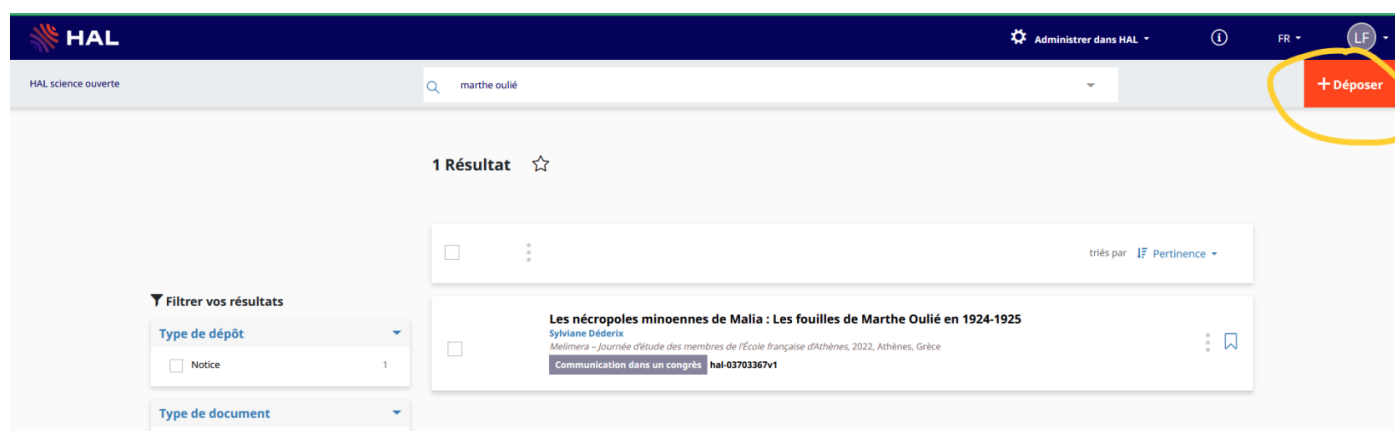 HAL
Administrer dans HAL
FR
LF
HAL science ouverte
marthe oulié
+ Déposer
1 Résultat
triés par Pertinence
Filtrer vos résultats
Type de dépôt
Notice 1
Type de document
Les nécropoles minoennes de Malia : Les fouilles de Marthe Oulié en 1924-1925
Sylviane Déderix
Melimera – Journée d'étude des membres de l'École française d'Athènes, 2022, Athènes, Grèce
Communication dans un congrès hal-03703367v1